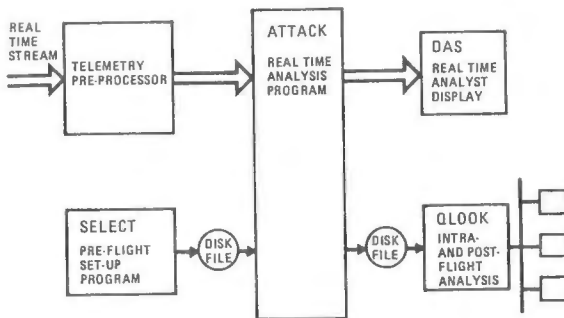 REAL
TIME
STREAM
TELEMETRY
PRE-PROCESSOR
ATTACK
REAL TIME
ANALYSIS
PROGRAM
DAS
REAL TIME
ANALYST
DISPLAY
SELECT
PRE-FLIGHT
SET-UP
PROGRAM
DISK
FILE
DISK
FILE
QLOOK
INTRA-
AND POST-
FLIGHT
ANALYSIS